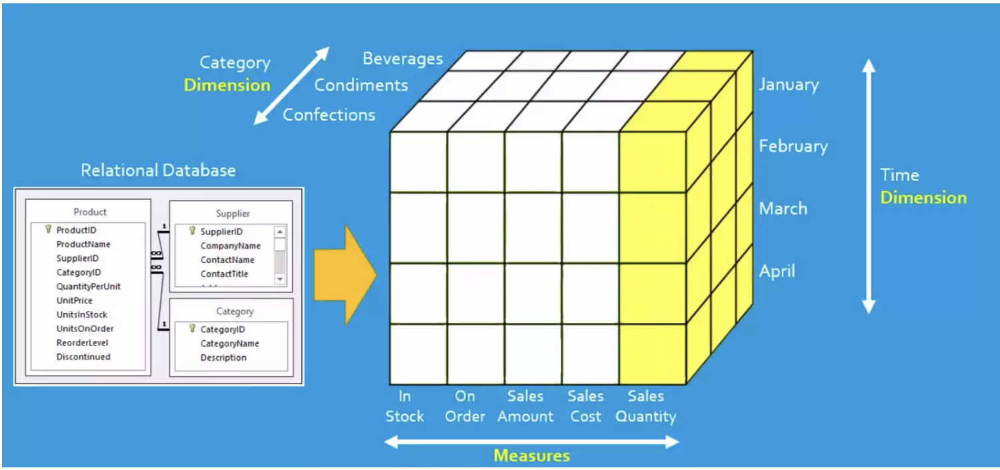 Category
Dimension
Beverages
Condiments
Confections
January
February
March
April
Time
Dimension
Relational Database
Product
ProductID
ProductName
SupplierID
CategoryID
QuantityPerUnit
UnitPrice
UnitsInStock
UnitsOnOrder
ReorderLevel
Discontinued
1
∞
∞
1
Supplier
SupplierID
CompanyName
ContactName
ContactTitle
Category
CategoryID
CategoryName
Description
In
Stock
On
Order
Sales
Amount
Sales
Cost
Sales
Quantity
Measures